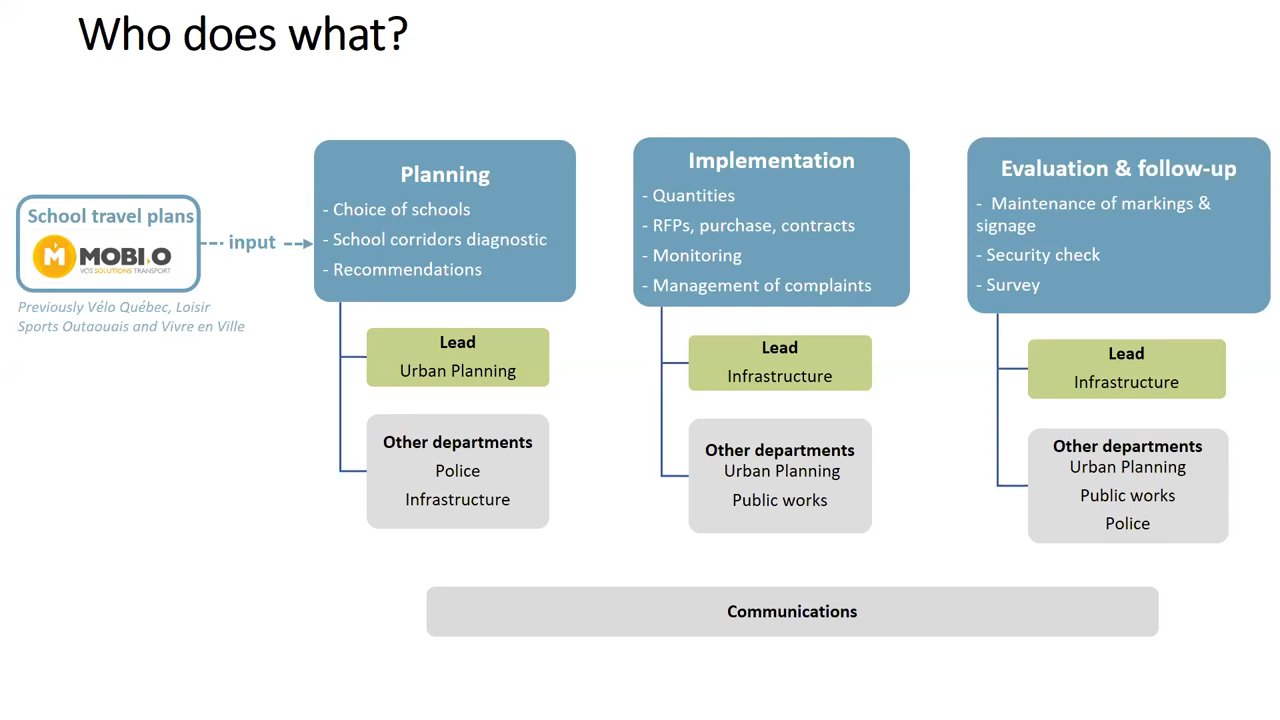 Who does what?
School travel plans
MOBI-O
VOS SOLUTIONS TRANSPORT
Previously Vélo Québec, Loisir
Sports Outaouais and Vivre en Ville
input
Planning
- Choice of schools
- School corridors diagnostic
- Recommendations
Lead
Urban Planning
Other departments
Police
Infrastructure
Implementation
- Quantities
- RFPs, purchase, contracts
- Monitoring
- Management of complaints
Lead
Infrastructure
Other departments
Urban Planning
Public works
Evaluation & follow-up
- Maintenance of markings &
signage
- Security check
- Survey
Lead
Infrastructure
Other departments
Urban Planning
Public works
Police
Communications